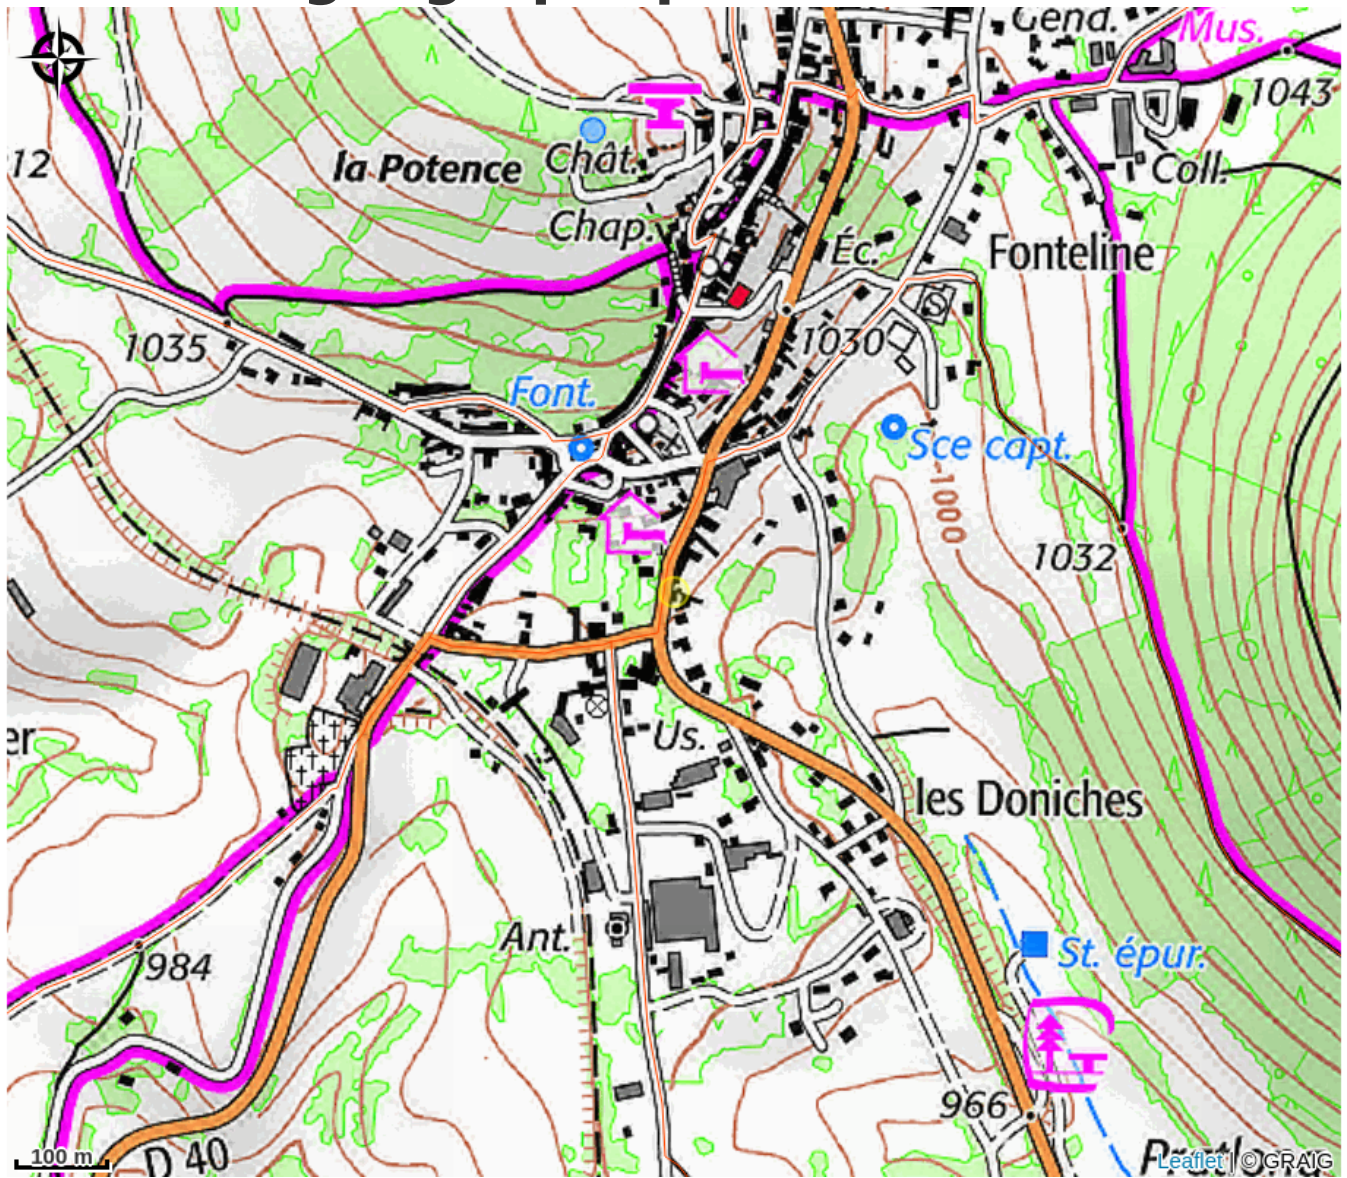 Gend.
Mus.
1043
12
la Potence
Chât.
Coll.
Chap.
Éc.
Fonteline
1035
1030
Font.
Sce capt.
1000
1032
er
Us.
les Doniches
Ant.
984
St. épur.
966
D 40
100 m
Leaflet | © GRAIG